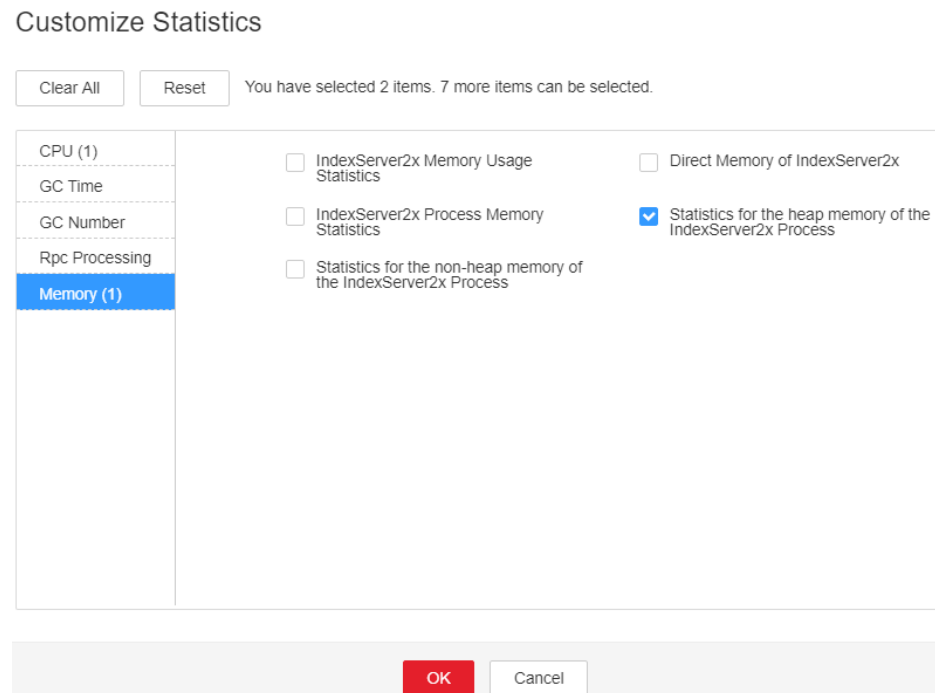 Customize Statistics
Clear All
Reset
You have selected 2 items. 7 more items can be selected.
CPU (1)
GC Time
GC Number
Rpc Processing
Memory (1)
IndexServer2x Memory Usage
Statistics
Direct Memory of IndexServer2x
IndexServer2x Process Memory
Statistics
Statistics for the heap memory of the
IndexServer2x Process
Statistics for the non-heap memory of
the IndexServer2x Process
OK
Cancel